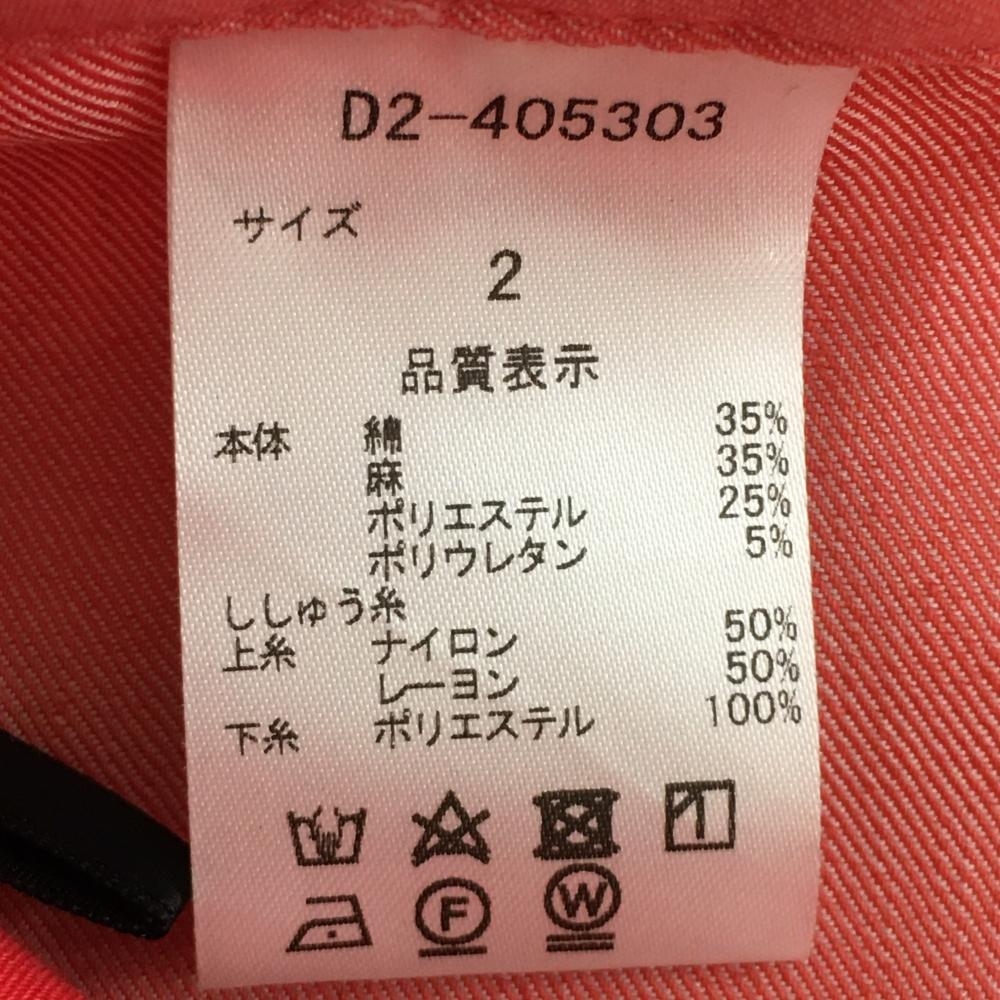 D2-405303
サイズ
2
品質表示
本体 綿 35%
麻 35%
ポリエステル 25%
ポリウレタン 5%
ししゅう糸
上糸 ナイロン 50%
レーヨン 50%
下糸 ポリエステル 100%
F W